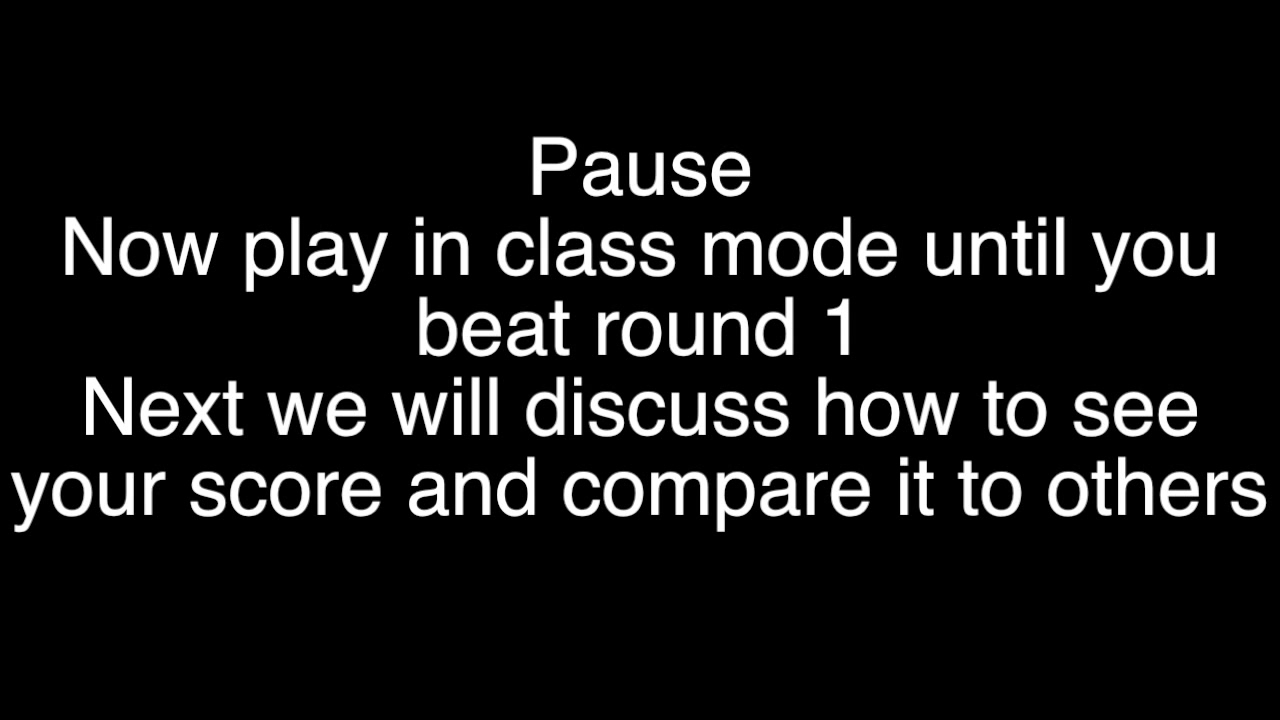 Pause
Now play in class mode until you
beat round 1
Next we will discuss how to see
your score and compare it to others